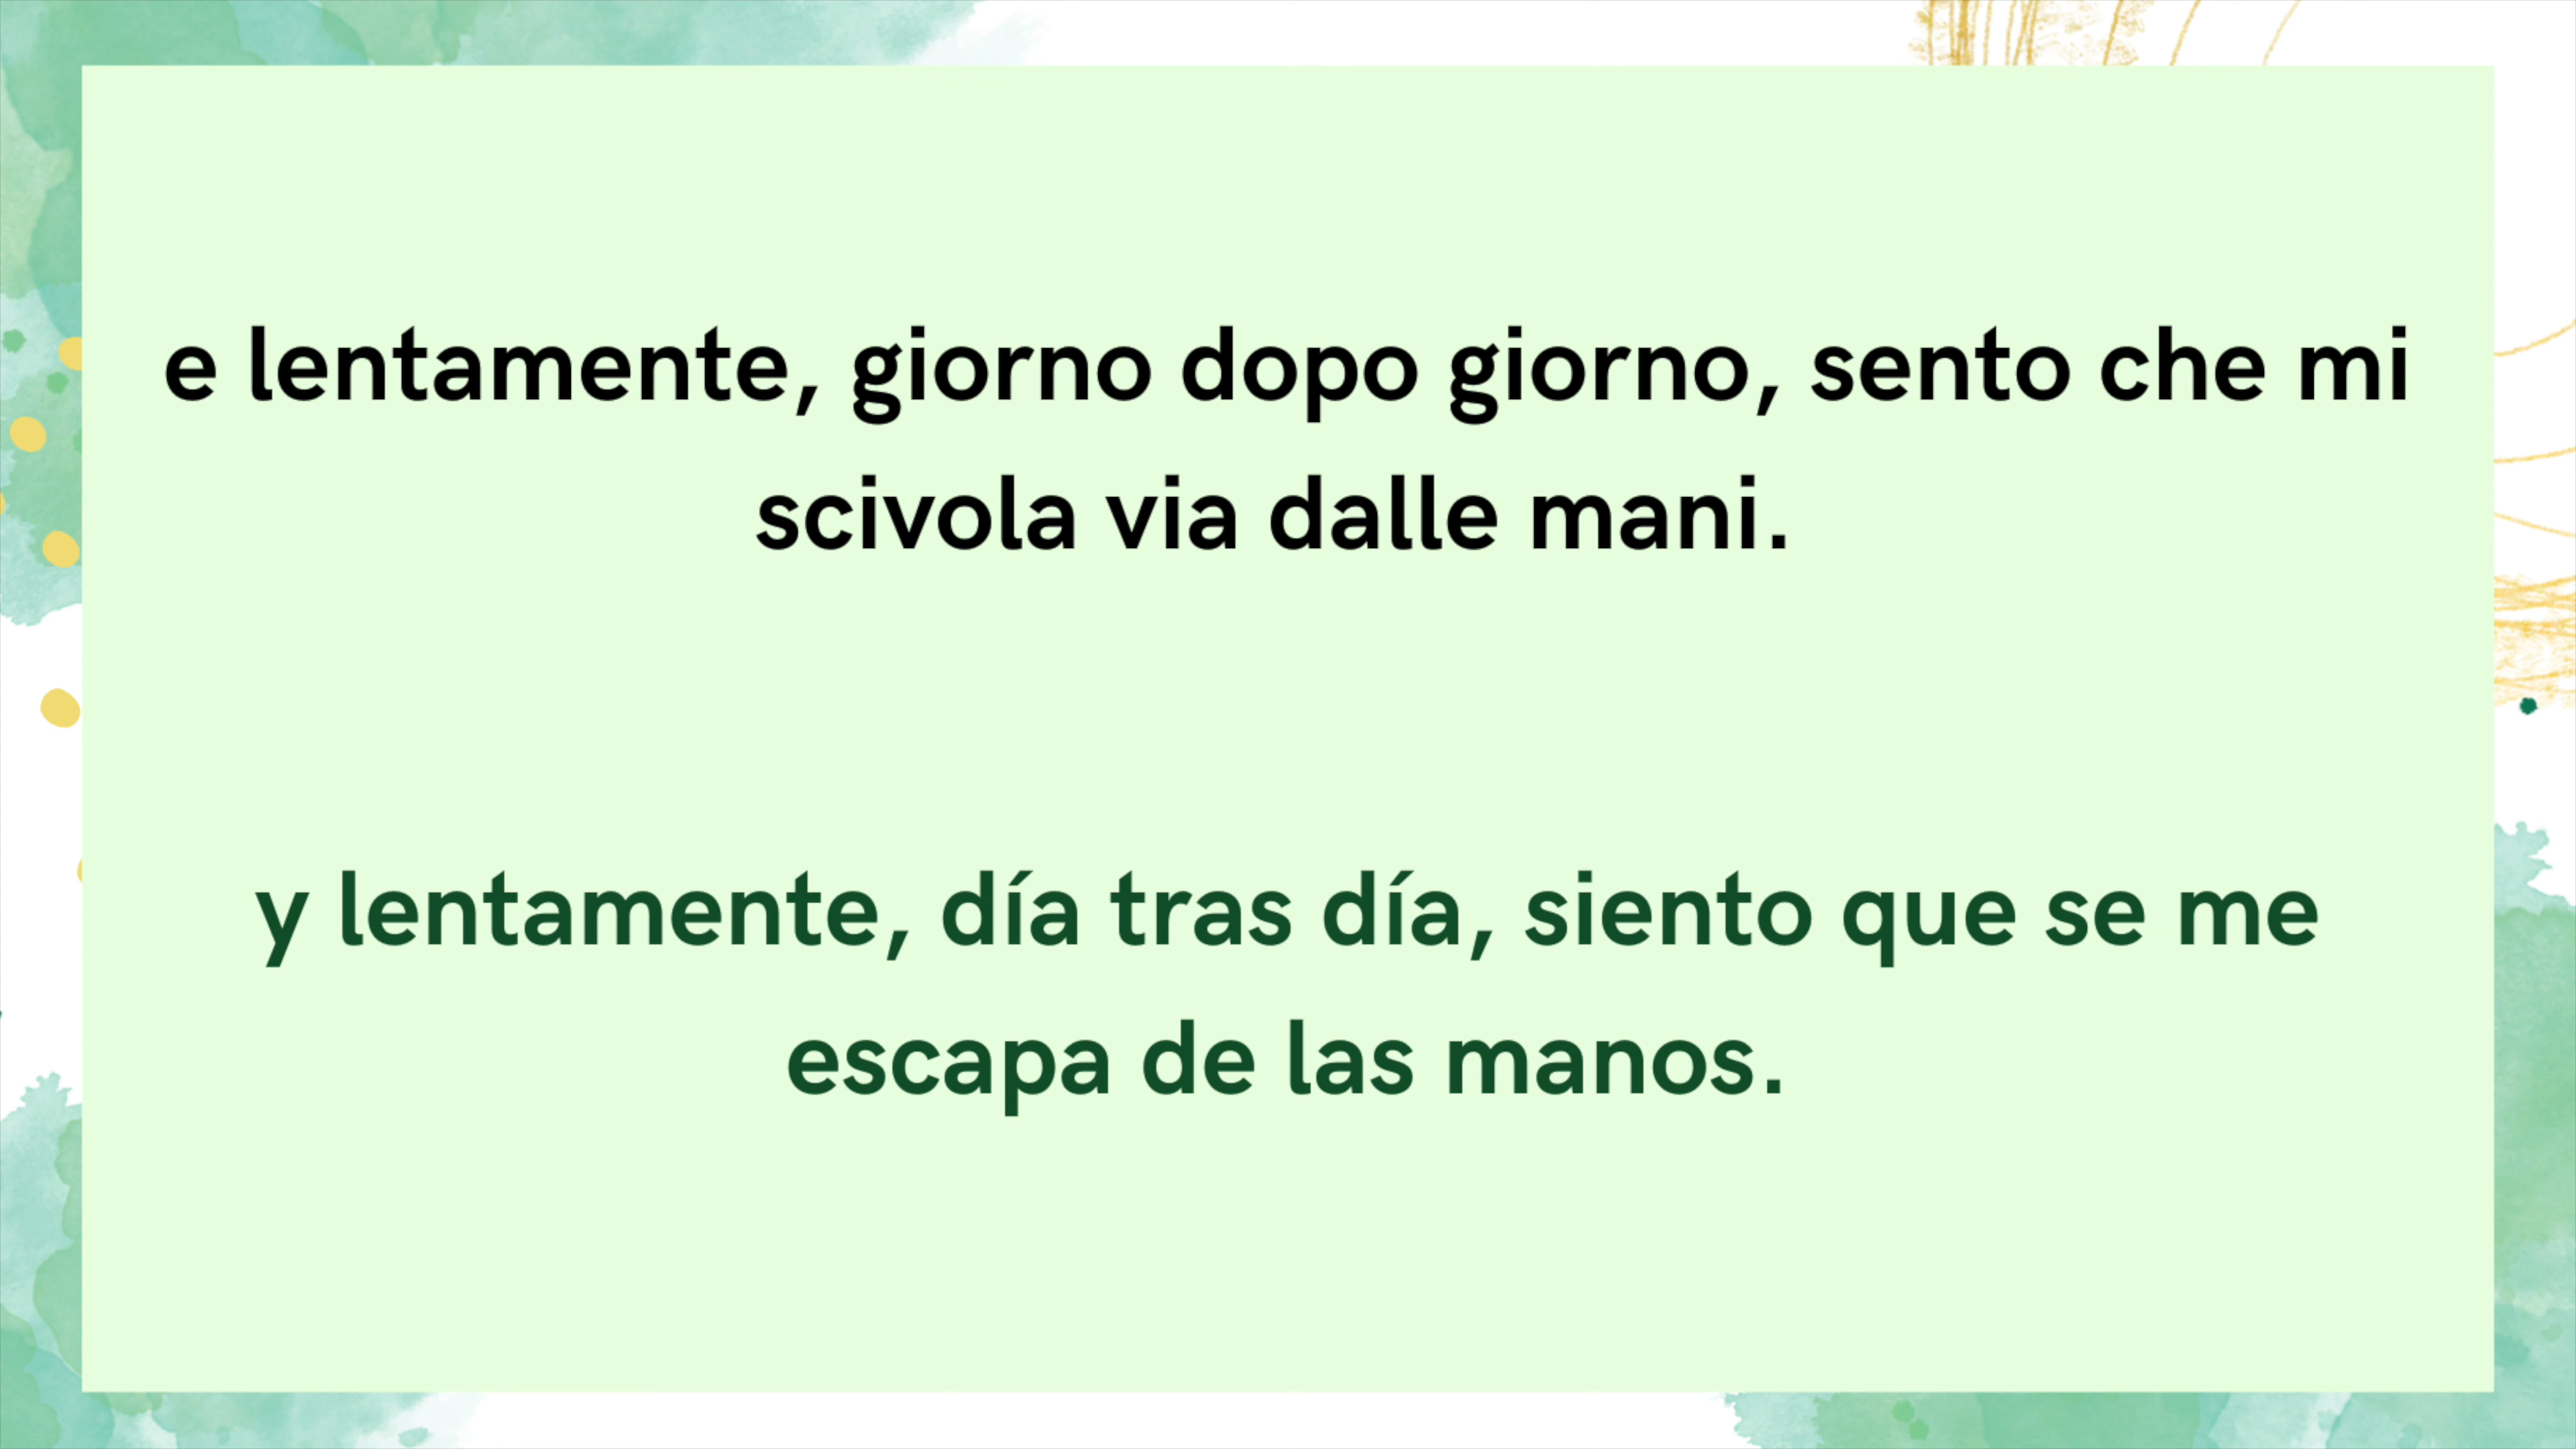 e lentamente, giorno dopo giorno, sento che mi
scivola via dalle mani.
y lentamente, día tras día, siento que se me
escapa de las manos.